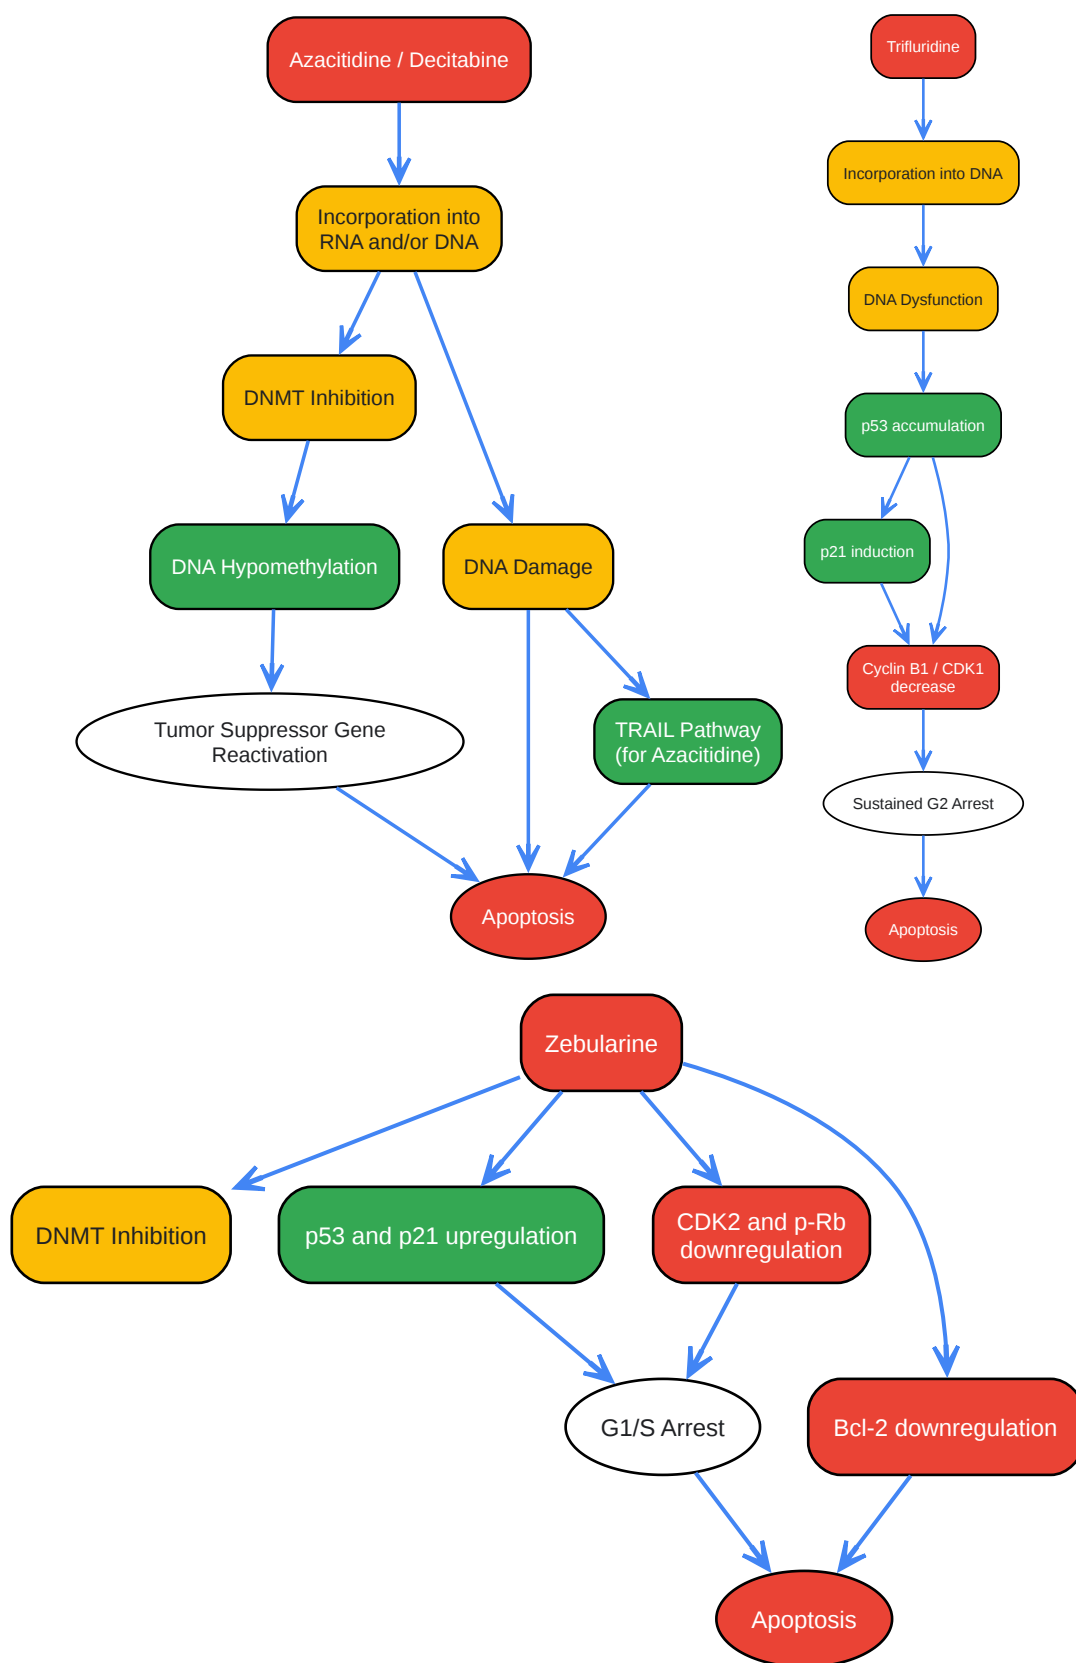 Azacitidine / Decitabine
Incorporation into
RNA and/or DNA
DNMT Inhibition
DNA Hypomethylation
DNA Damage
Tumor Suppressor Gene
Reactivation
TRAIL Pathway
(for Azacitidine)
Apoptosis
Trifluridine
Incorporation into DNA
DNA Dysfunction
p53 accumulation
p21 induction
Cyclin B1 / CDK1
decrease
Sustained G2 Arrest
Apoptosis
Zebularine
DNMT Inhibition
p53 and p21 upregulation
CDK2 and p-Rb
downregulation
G1/S Arrest
Bcl-2 downregulation
Apoptosis